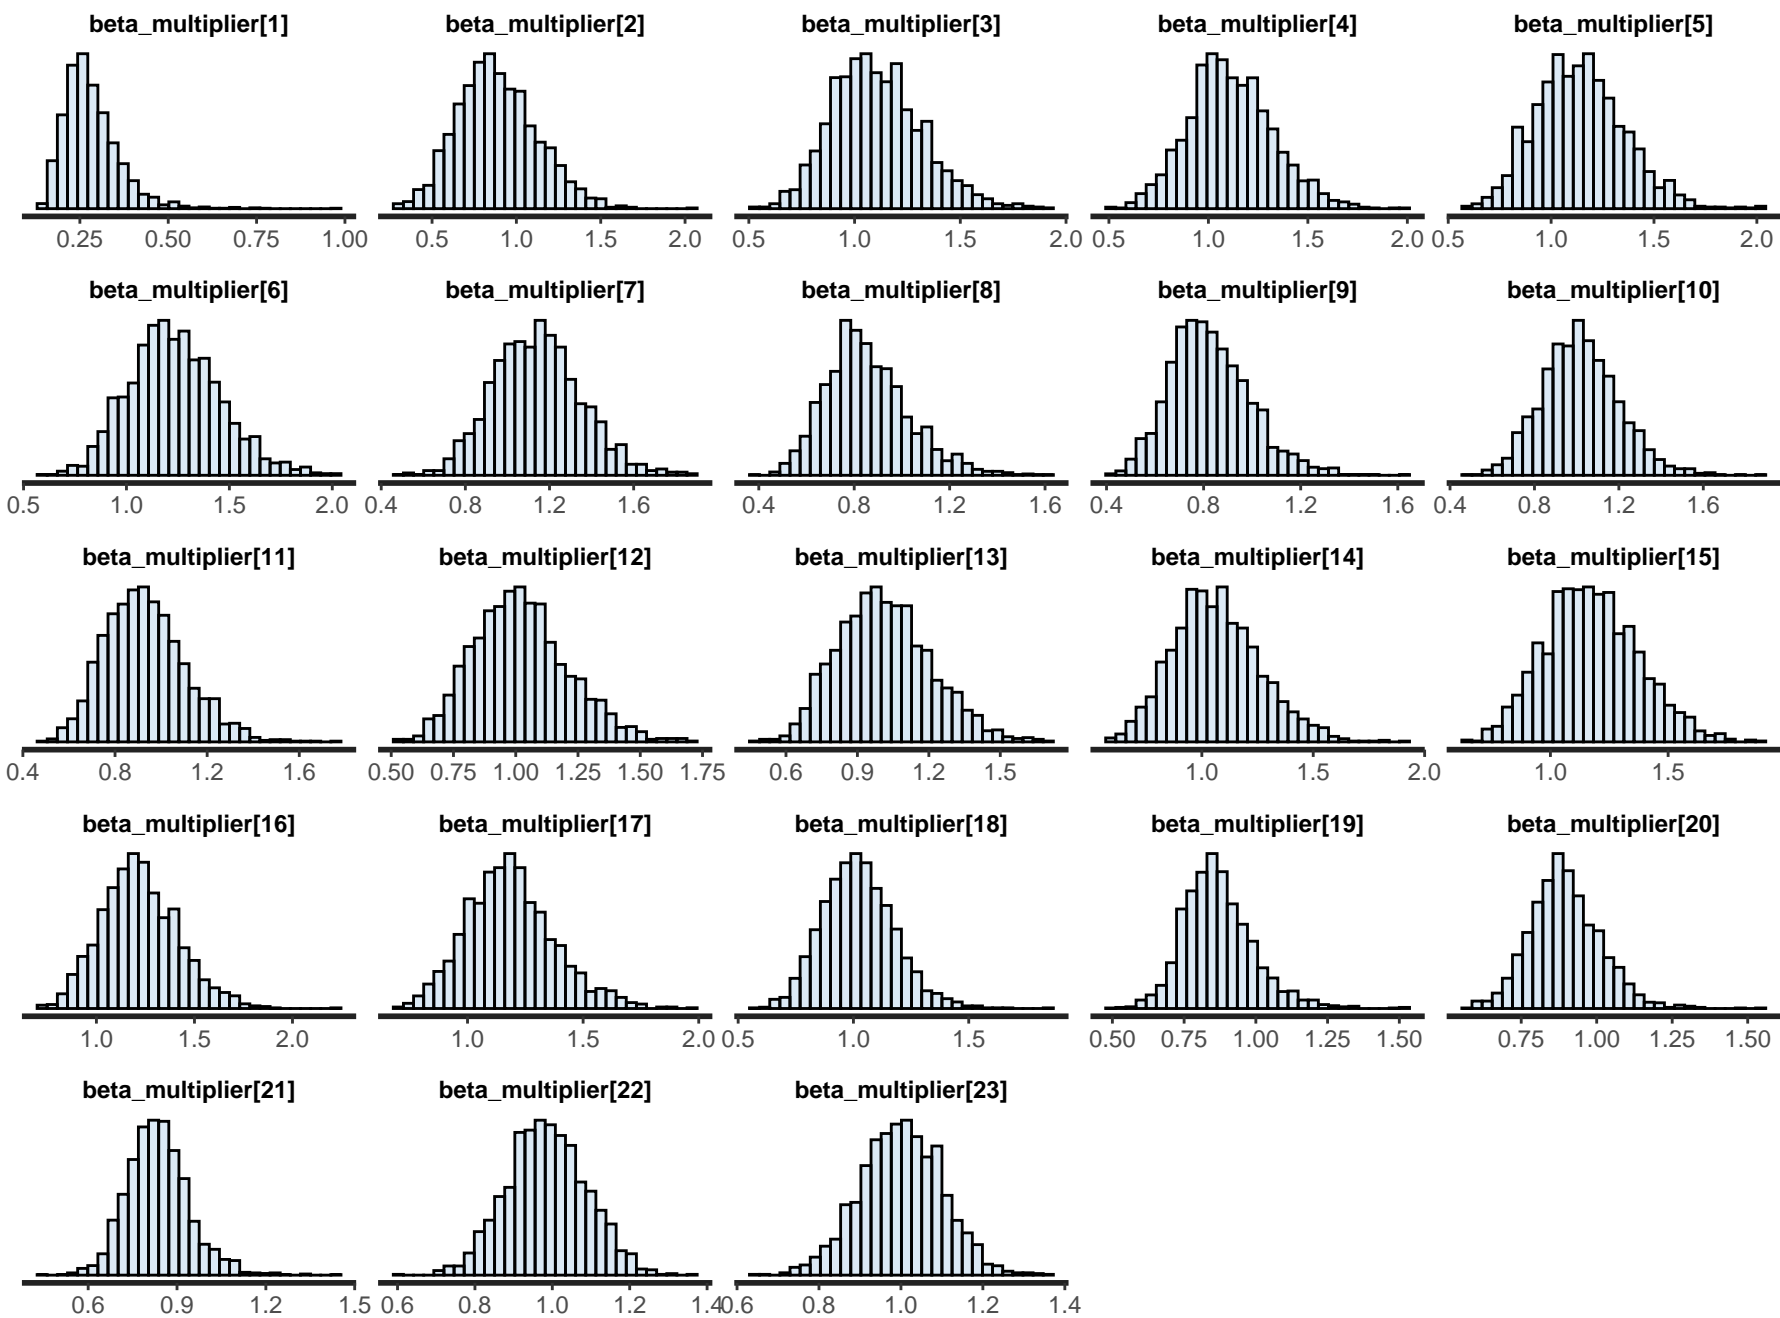 beta_multiplier[1] beta_multiplier[2] beta_multiplier[3] beta_multiplier[4] beta_multiplier[5]
0.25 0.50 0.75 1.00 0.5 1.0 1.5 2.0 0.5 1.0 1.5 2.0 0.5 1.0 1.5 2.0 0.5 1.0 1.5 2.0
beta_multiplier[6] beta_multiplier[7] beta_multiplier[8] beta_multiplier[9] beta_multiplier[10]
0.5 1.0 1.5 2.0 0.4 0.8 1.2 1.6 0.4 0.8 1.2 1.6 0.4 0.8 1.2 1.6 0.4 0.8 1.2 1.6
beta_multiplier[11] beta_multiplier[12] beta_multiplier[13] beta_multiplier[14] beta_multiplier[15]
0.4 0.8 1.2 1.6 0.50 0.75 1.00 1.25 1.50 1.75 0.6 0.9 1.2 1.5 1.0 1.5 2.0 1.0 1.5
beta_multiplier[16] beta_multiplier[17] beta_multiplier[18] beta_multiplier[19] beta_multiplier[20]
1.0 1.5 2.0 1.0 1.5 2.0 0.5 1.0 1.5 0.50 0.75 1.00 1.25 1.50 0.75 1.00 1.25 1.50
beta_multiplier[21] beta_multiplier[22] beta_multiplier[23]
0.6 0.9 1.2 1.5 0.6 0.8 1.0 1.2 1.4 0.6 0.8 1.0 1.2 1.4